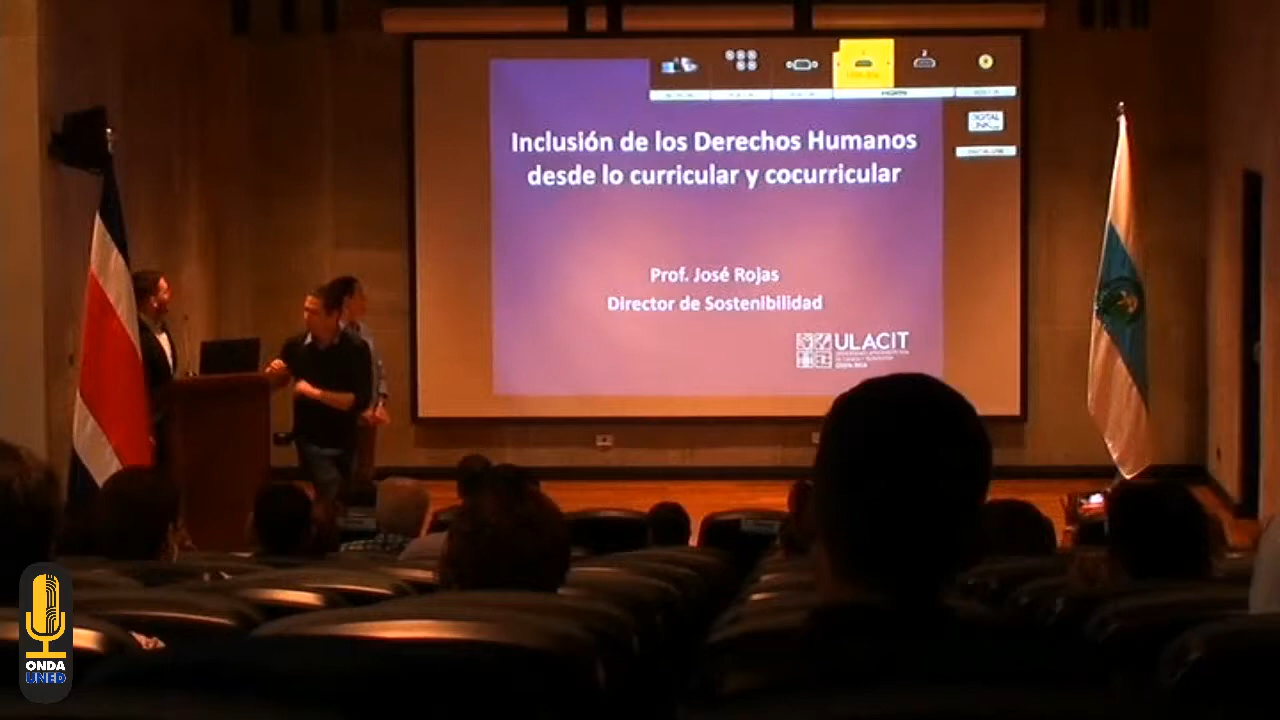 Inclusión de los Derechos Humanos
desde lo curricular y cocurricular
Prof. José Rojas
Director de Sostenibilidad
ULACIT
ONDA
UNED